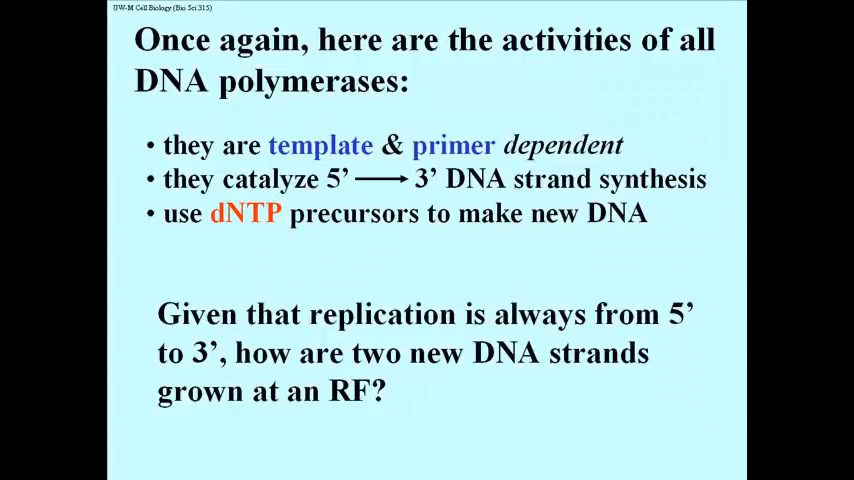 UW-M Cell Biology (Bio Sci 315)
Once again, here are the activities of all
DNA polymerases:
• they are template & primer dependent
• they catalyze 5’ ⟶ 3’ DNA strand synthesis
• use dNTP precursors to make new DNA
Given that replication is always from 5’
to 3’, how are two new DNA strands
grown at an RF?